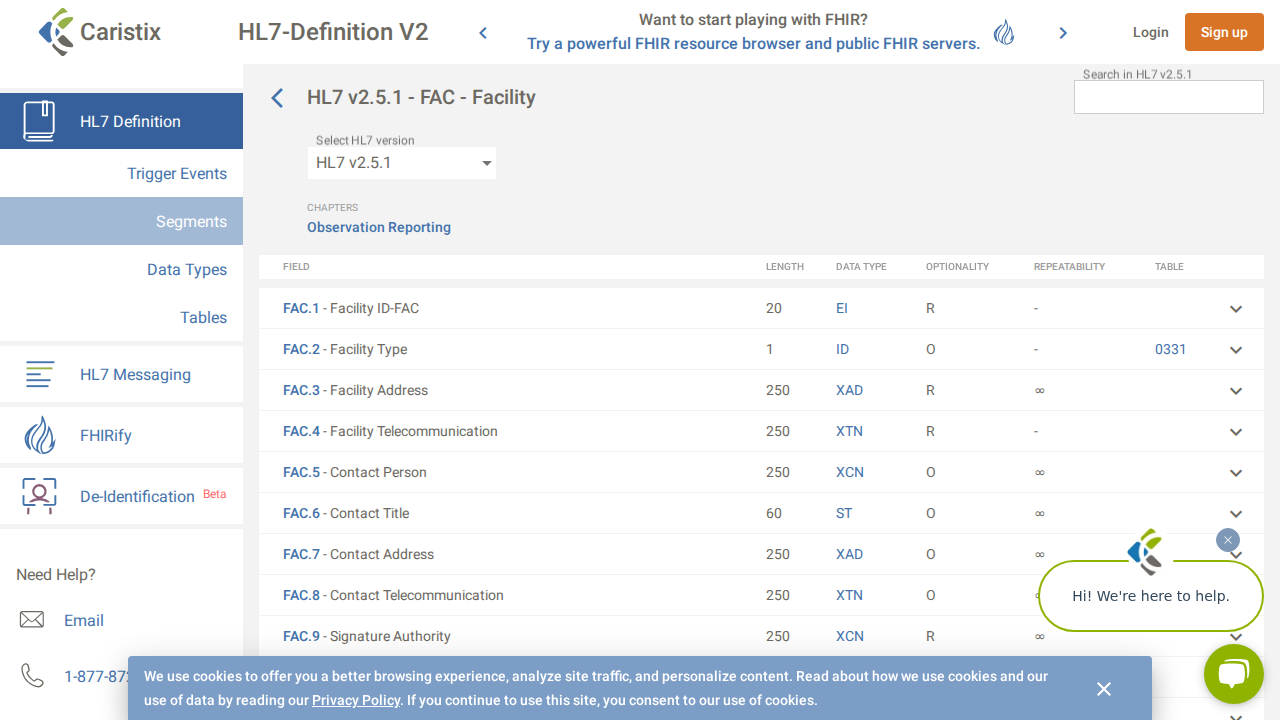 Caristix
HL7-Definition V2
Want to start playing with FHIR?
Try a powerful FHIR resource browser and public FHIR servers.
Login
Sign up
HL7 Definition
Trigger Events
Segments
Data Types
Tables
HL7 Messaging
FHIRify
De-Identification Beta
Need Help?
Email
1-877-872
HL7 v2.5.1 - FAC - Facility
Search in HL7 v2.5.1
Select HL7 version
HL7 v2.5.1
CHAPTERS
Observation Reporting
FIELD LENGTH DATA TYPE OPTIONALITY REPEATABILITY TABLE
FAC.1 - Facility ID-FAC 20 EI R -
FAC.2 - Facility Type 1 ID O - 0331
FAC.3 - Facility Address 250 XAD R ∞
FAC.4 - Facility Telecommunication 250 XTN R -
FAC.5 - Contact Person 250 XCN O ∞
FAC.6 - Contact Title 60 ST O ∞
FAC.7 - Contact Address 250 XAD O ∞
FAC.8 - Contact Telecommunication 250 XTN O
FAC.9 - Signature Authority 250 XCN R ∞
Hi! We're here to help.
We use cookies to offer you a better browsing experience, analyze site traffic, and personalize content. Read about how we use cookies and our
use of data by reading our Privacy Policy. If you continue to use this site, you consent to our use of cookies.